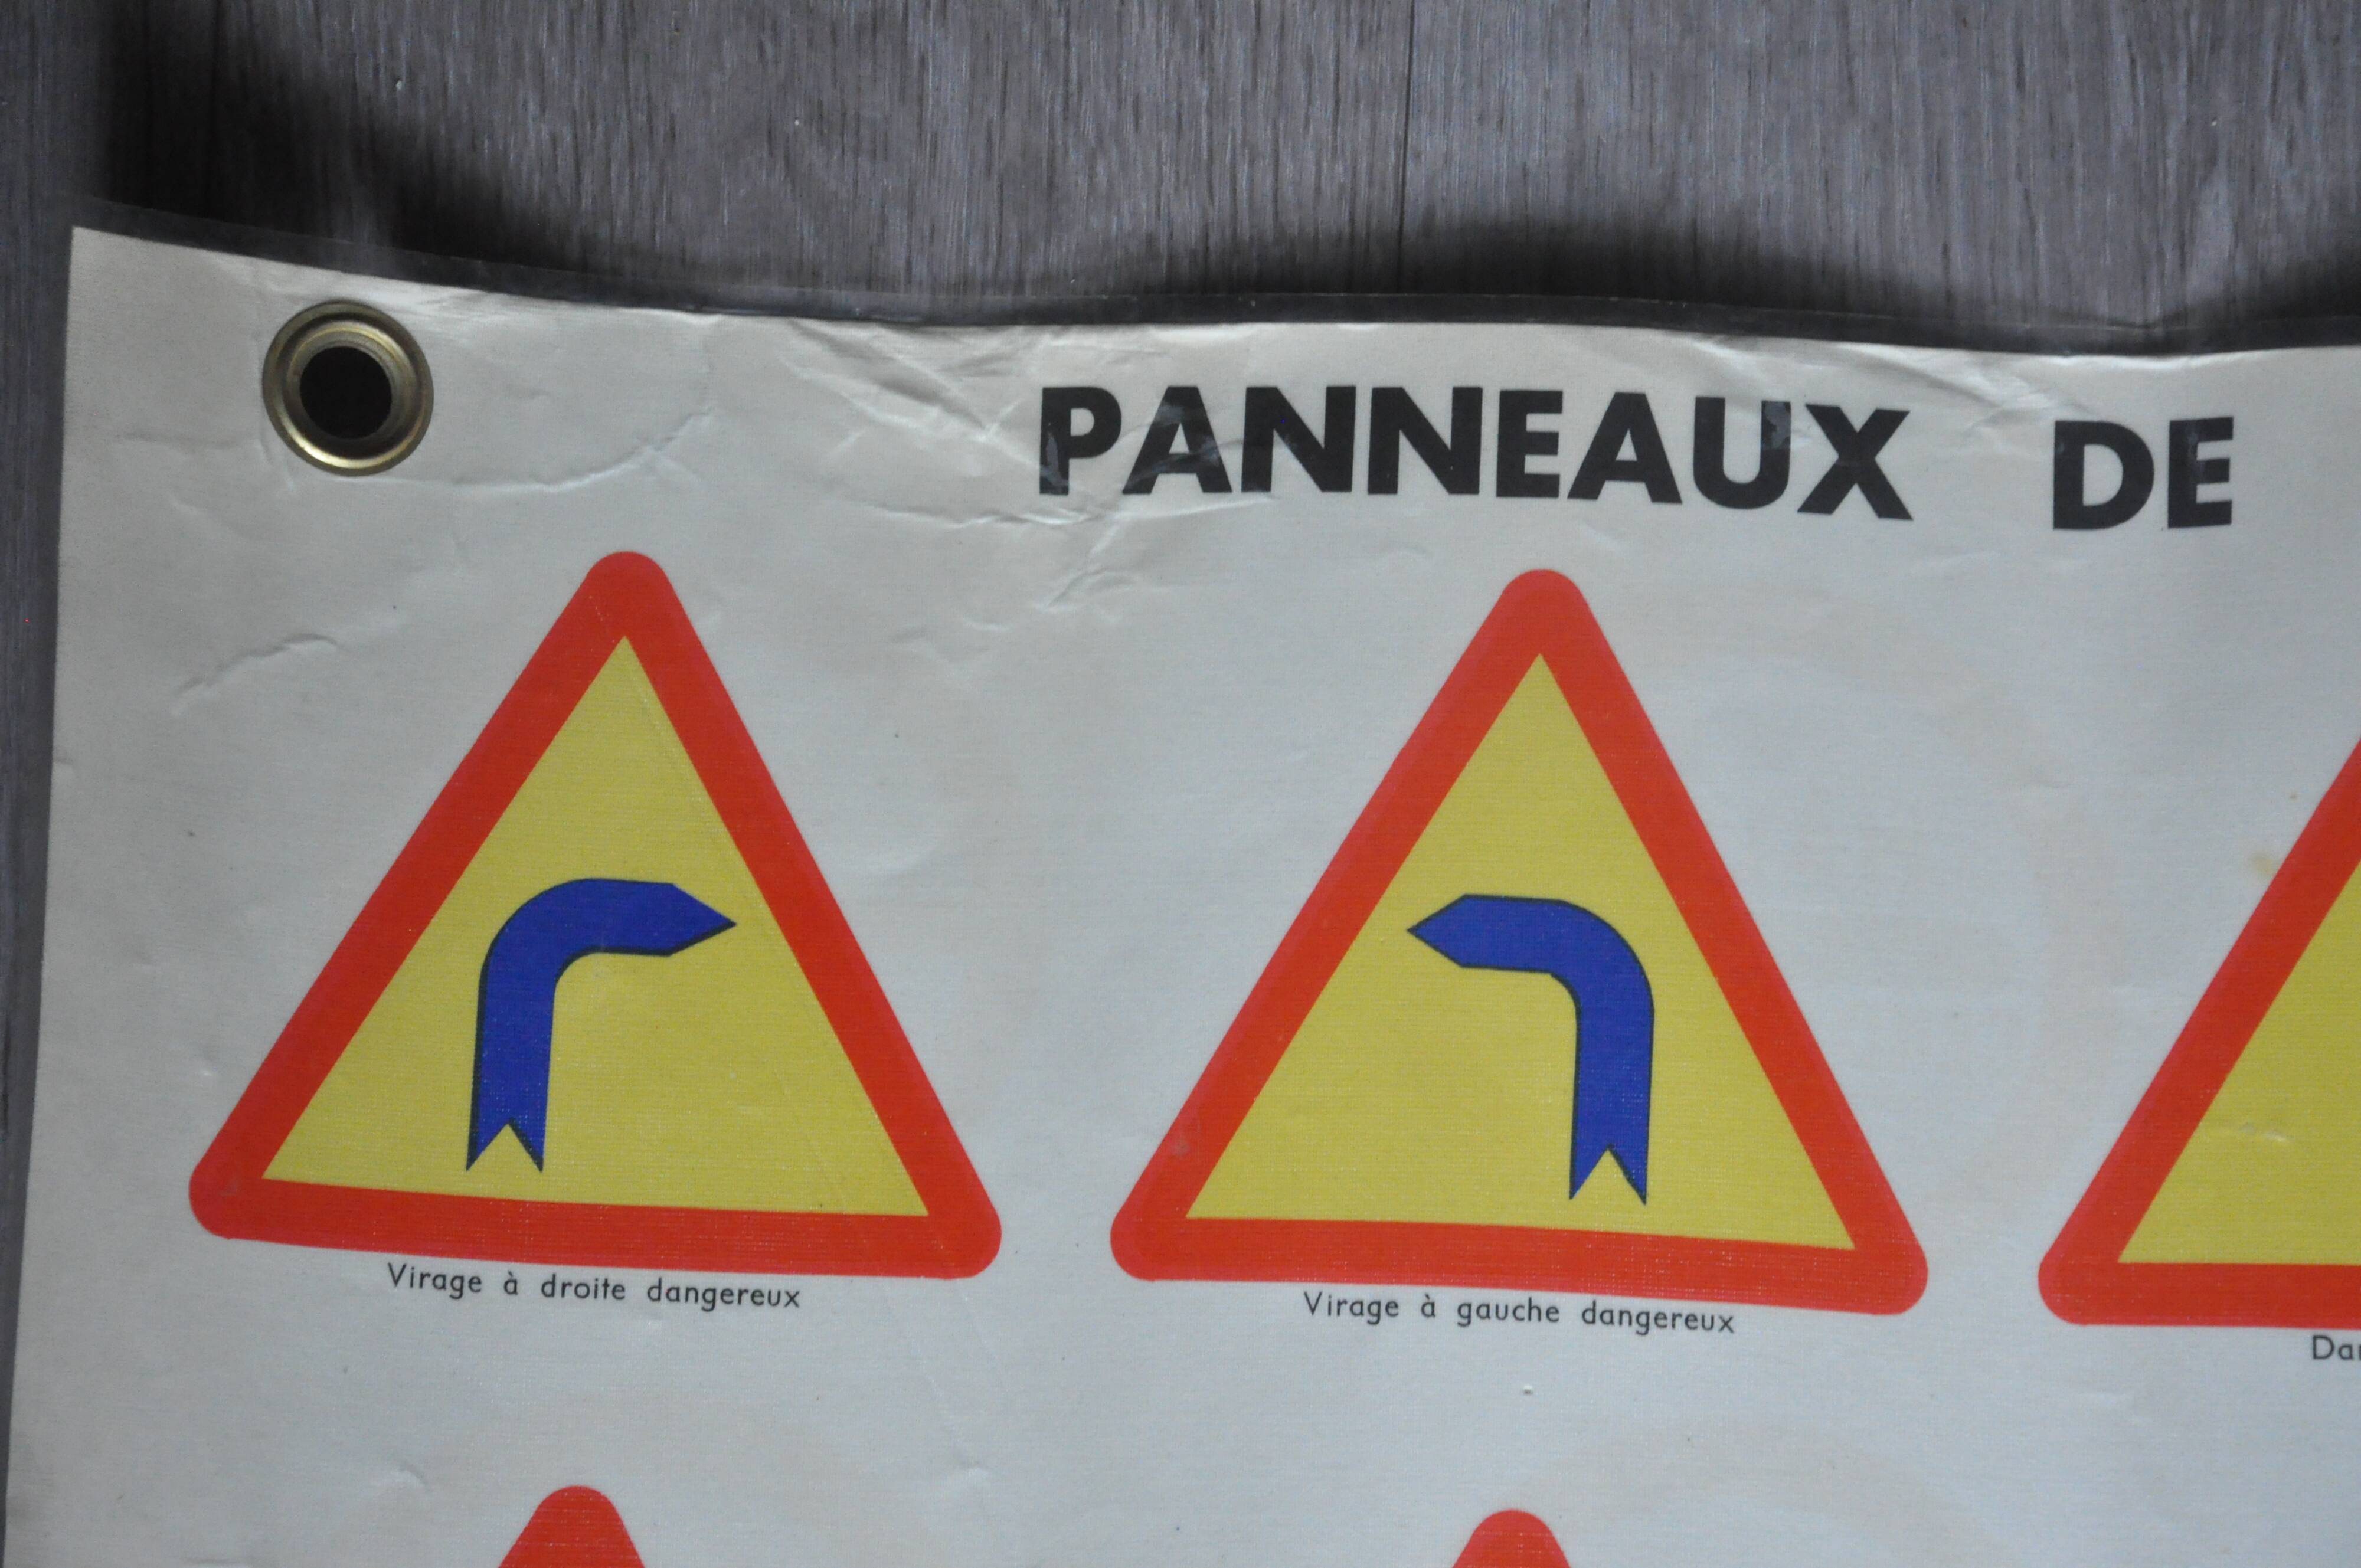 PANNEAUX DE
Virage à droite dangereux
Virage à gauche dangereux